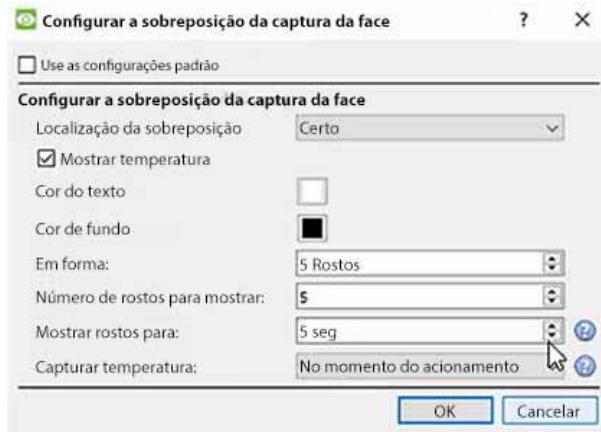 Configurar a sobreposição da captura da face ? ×
Use as configurações padrão
Configurar a sobreposição da captura da face
Localização da sobreposição Certo
Mostrar temperatura
Cor do texto
Cor de fundo
Em forma: 5 Rostos
Número de rostos para mostrar: 5
Mostrar rostos para: 5 seg
Capturar temperatura: No momento do acionamento
OK Cancelar